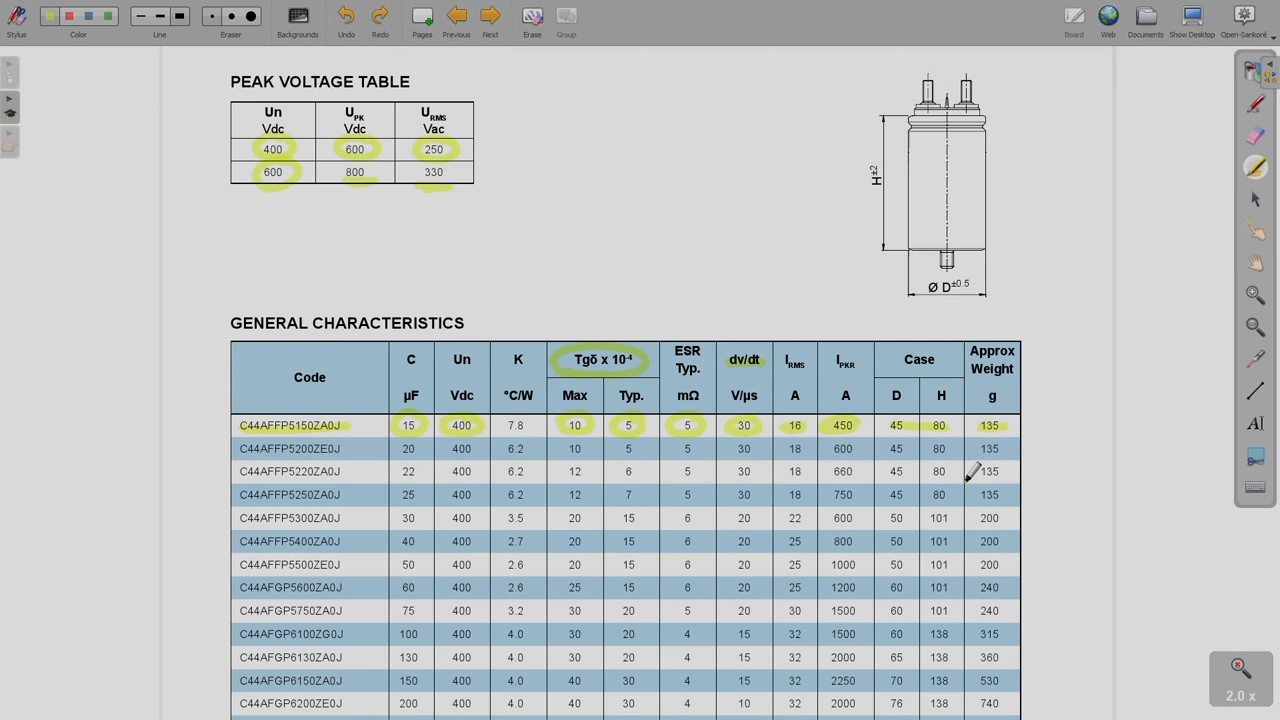 Stylus Color Line Eraser Backgrounds Undo Redo Pages Previous Next Erase Group Board Web Documents Show Desktop Open-Sankoré
PEAK VOLTAGE TABLE
Un UPK URMS
Vdc Vdc Vac
400 600 250
600 800 330
H±2
Ø D±0.5
GENERAL CHARACTERISTICS
Code C Un K Tgδ x 10-4 ESR Typ. dv/dt IRMS IPKR Case Approx Weight
µF Vdc °C/W Max Typ. mΩ V/µs A A D H g
C44AFFP5150ZA0J 15 400 7.8 10 5 5 30 16 450 45 80 135
C44AFFP5200ZE0J 20 400 6.2 10 5 5 30 18 600 45 80 135
C44AFFP5220ZA0J 22 400 6.2 12 6 5 30 18 660 45 80 135
C44AFFP5250ZA0J 25 400 6.2 12 7 5 30 18 750 45 80 135
C44AFFP5300ZA0J 30 400 3.5 20 15 6 20 22 600 50 101 200
C44AFFP5400ZA0J 40 400 2.7 20 15 6 20 25 800 50 101 200
C44AFFP5500ZE0J 50 400 2.6 20 15 6 20 25 1000 50 101 200
C44AFGP5600ZA0J 60 400 2.6 25 15 6 20 25 1200 60 101 240
C44AFGP5750ZA0J 75 400 3.2 30 20 5 20 30 1500 60 101 240
C44AFGP6100ZG0J 100 400 4.0 30 20 4 15 32 1500 60 138 315
C44AFGP6130ZA0J 130 400 4.0 30 20 4 15 32 2000 65 138 360
C44AFGP6150ZA0J 150 400 4.0 40 30 4 15 32 2250 70 138 530
C44AFGP6200ZE0J 200 400 4.0 40 30 4 10 32 2000 76 138 740
2.0 x